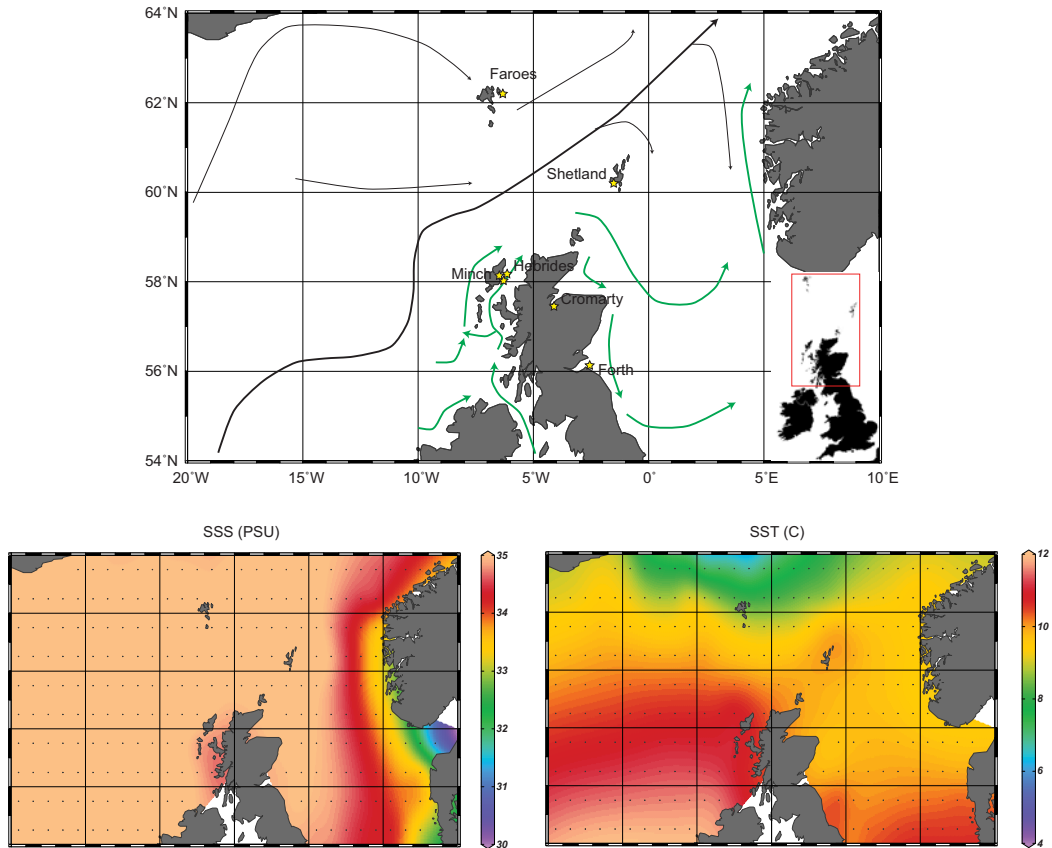 64˚N
Faroes
62˚N
Shetland
60˚N
Hebrides
Minch
58˚N
Cromarty
56˚N
Forth
54˚N
20˚W 15˚W 10˚W 5˚W 0˚ 5˚E 10˚E
SSS (PSU)
35
34
33
32
31
30
SST (C)
12
10
8
6
4